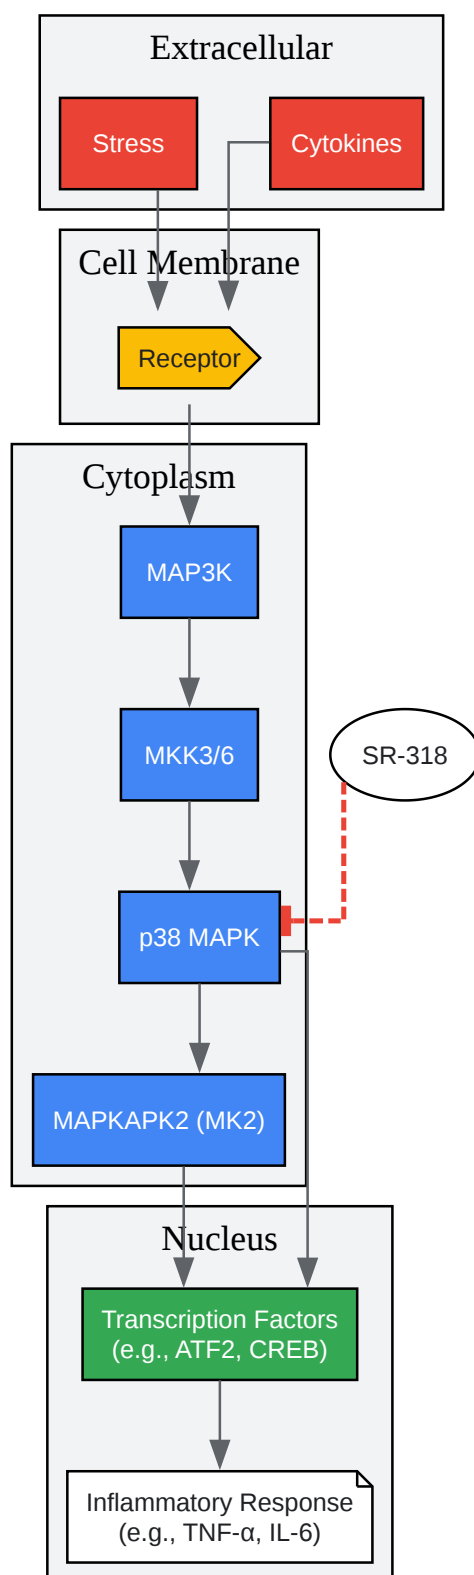 Extracellular
Stress
Cytokines
Cell Membrane
Receptor
Cytoplasm
MAP3K
MKK3/6
SR-318
p38 MAPK
MAPKAPK2 (MK2)
Nucleus
Transcription Factors
(e.g., ATF2, CREB)
Inflammatory Response
(e.g., TNF-α, IL-6)